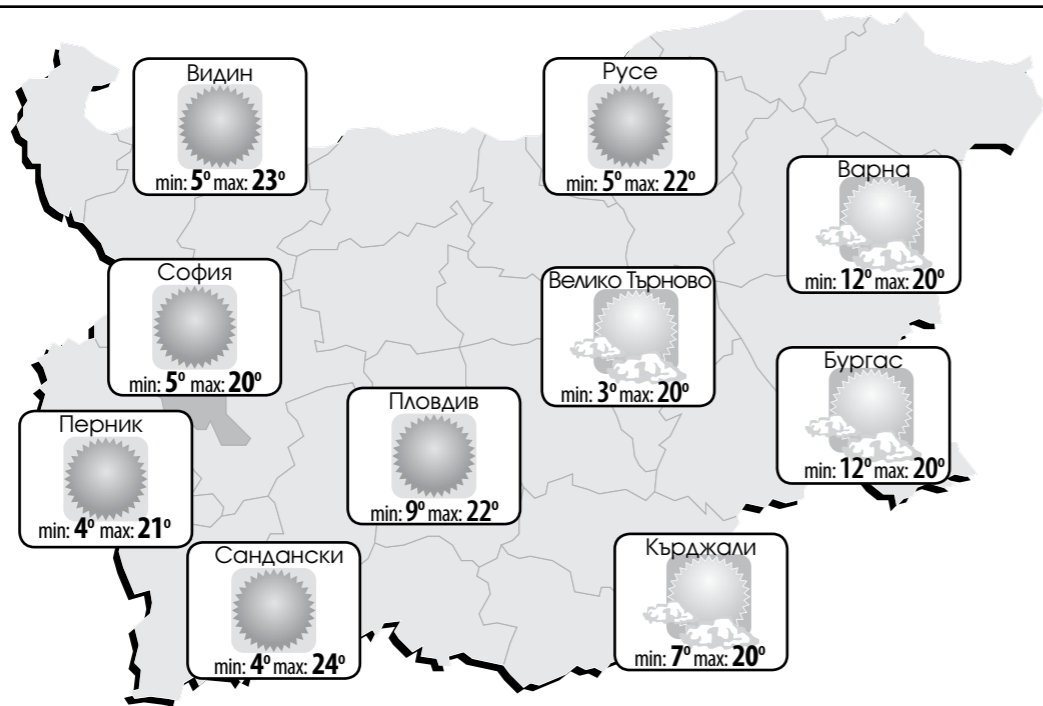 Видин
min: 5° max: 23°
Русе
min: 5° max: 22°
Варна
min: 12° max: 20°
София
min: 5° max: 20°
Велико Търново
min: 3° max: 20°
Бургас
min: 12° max: 20°
Пловдив
min: 9° max: 22°
Перник
min: 4° max: 21°
Сандански
min: 4° max: 24°
Кърджали
min: 7° max: 20°